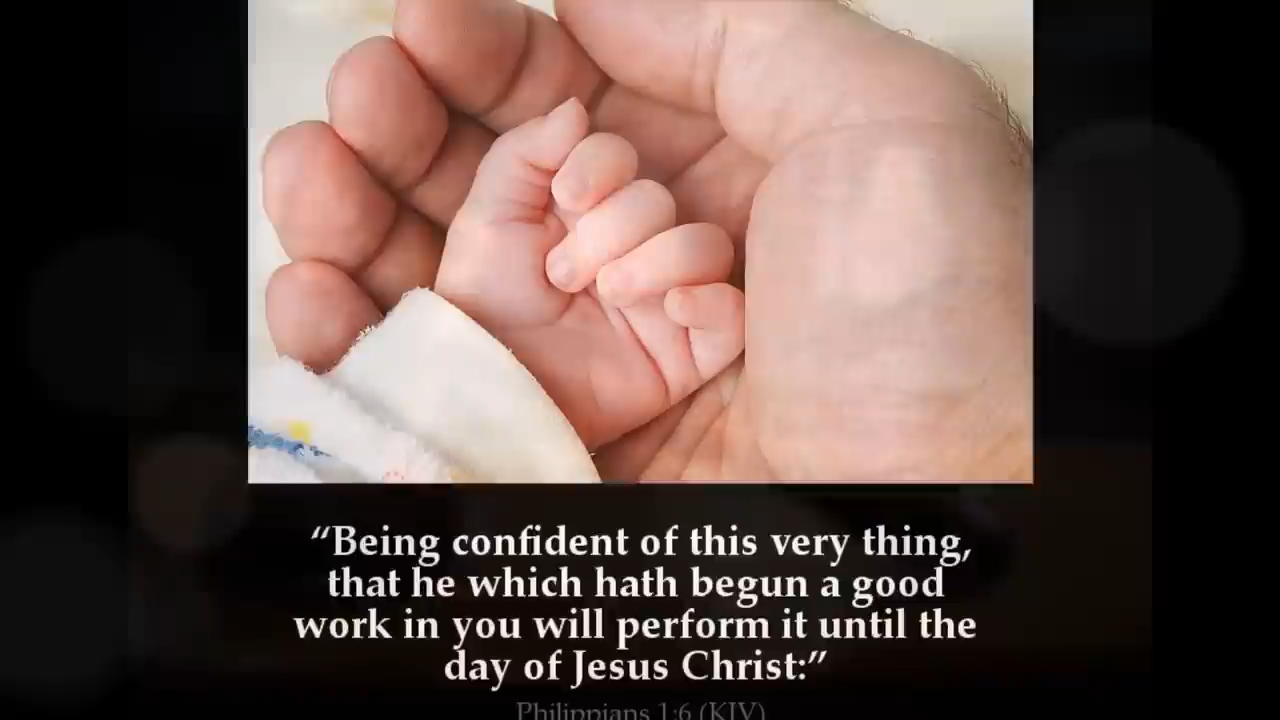 “Being confident of this very thing,
that he which hath begun a good
work in you will perform it until the
day of Jesus Christ:”
Philippians 1:6 (KJV)